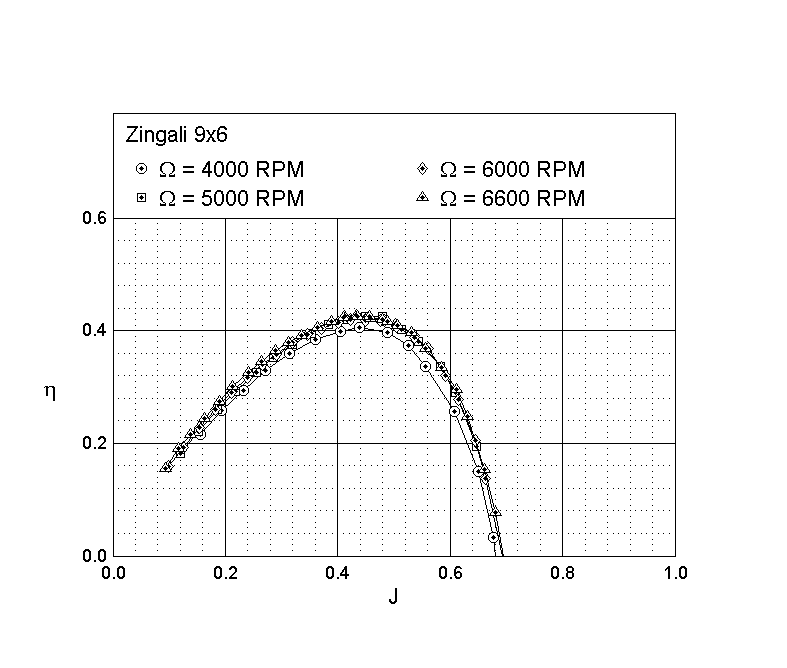 Zingali 9x6
Ω = 4000 RPM
Ω = 6000 RPM
Ω = 5000 RPM
Ω = 6600 RPM
0.6
0.4
η
0.2
0.0
0.0 0.2 0.4 0.6 0.8 1.0
J